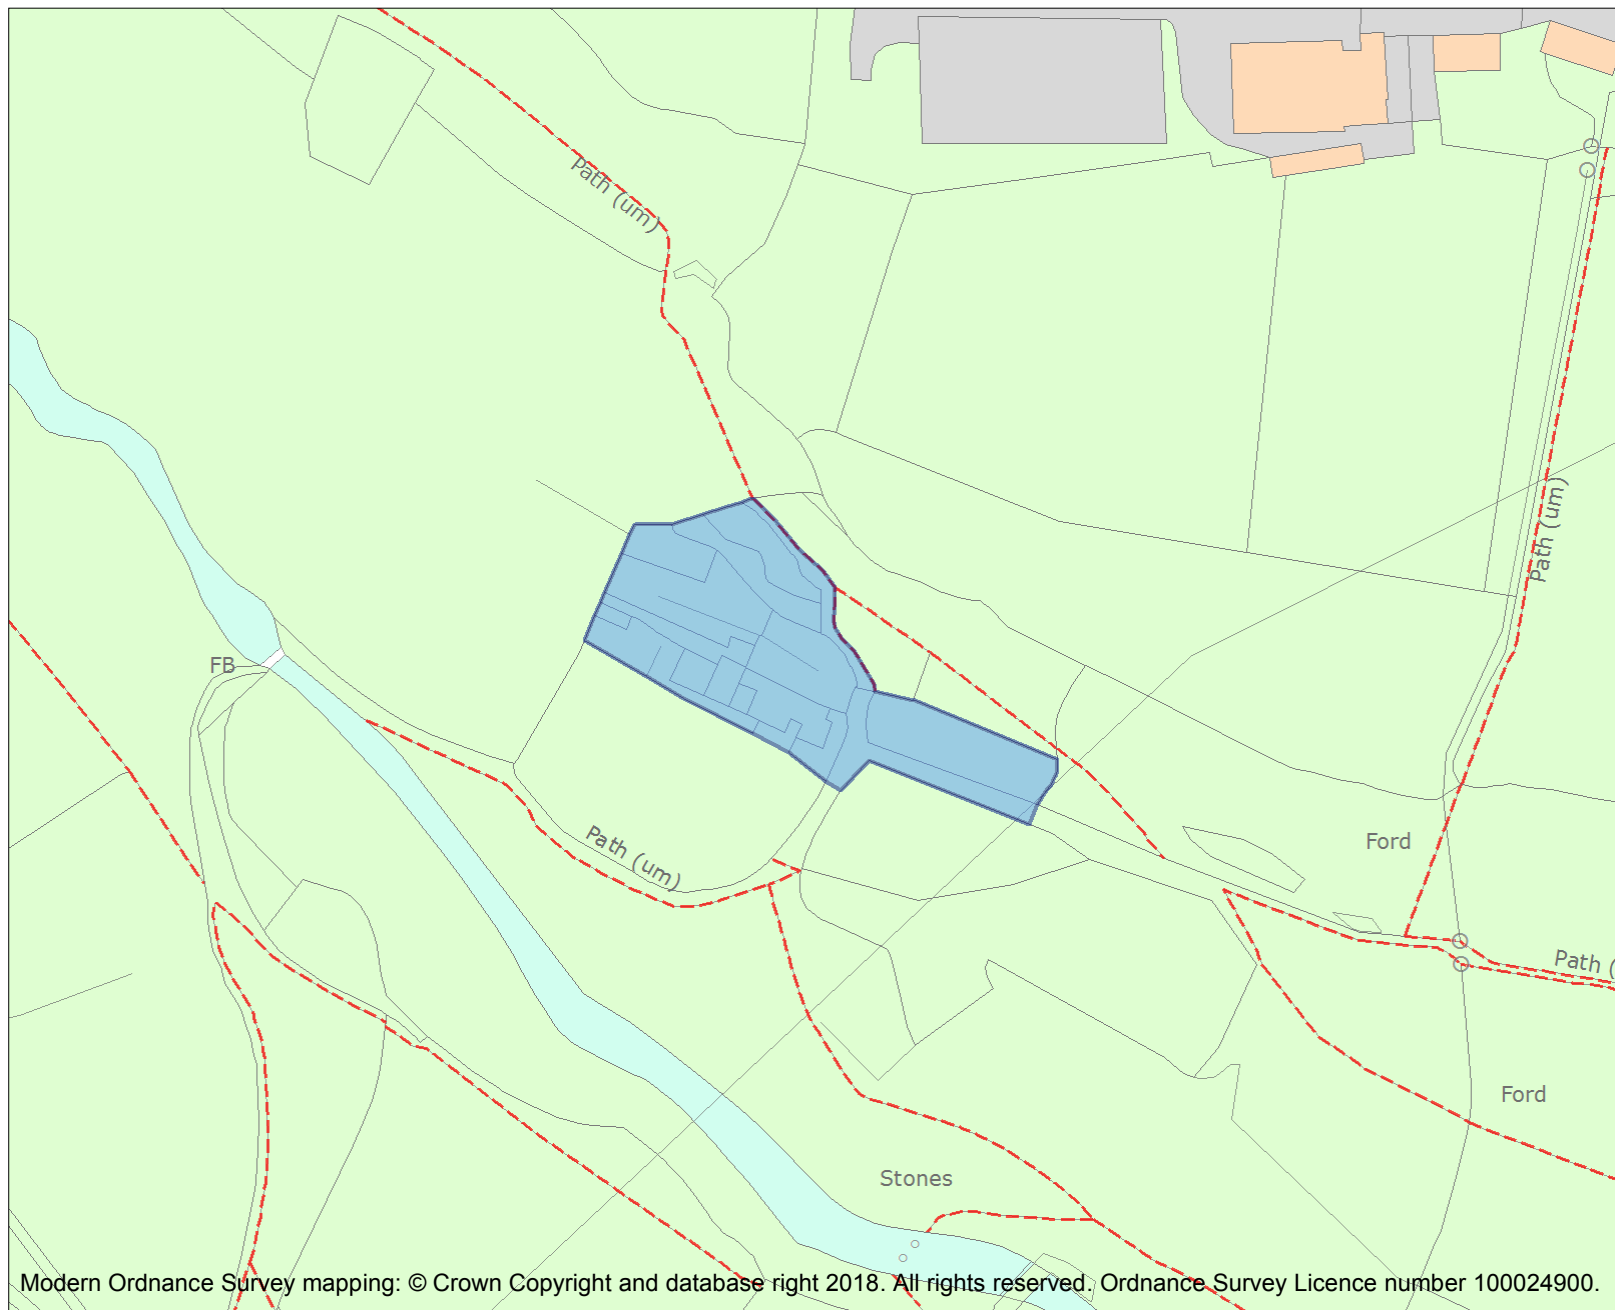 Path (um)
Path (um)
FB
Path (um)
Ford
Path (
Ford
Stones
Modern Ordnance Survey mapping: © Crown Copyright and database right 2018. All rights reserved. Ordnance Survey Licence number 100024900.